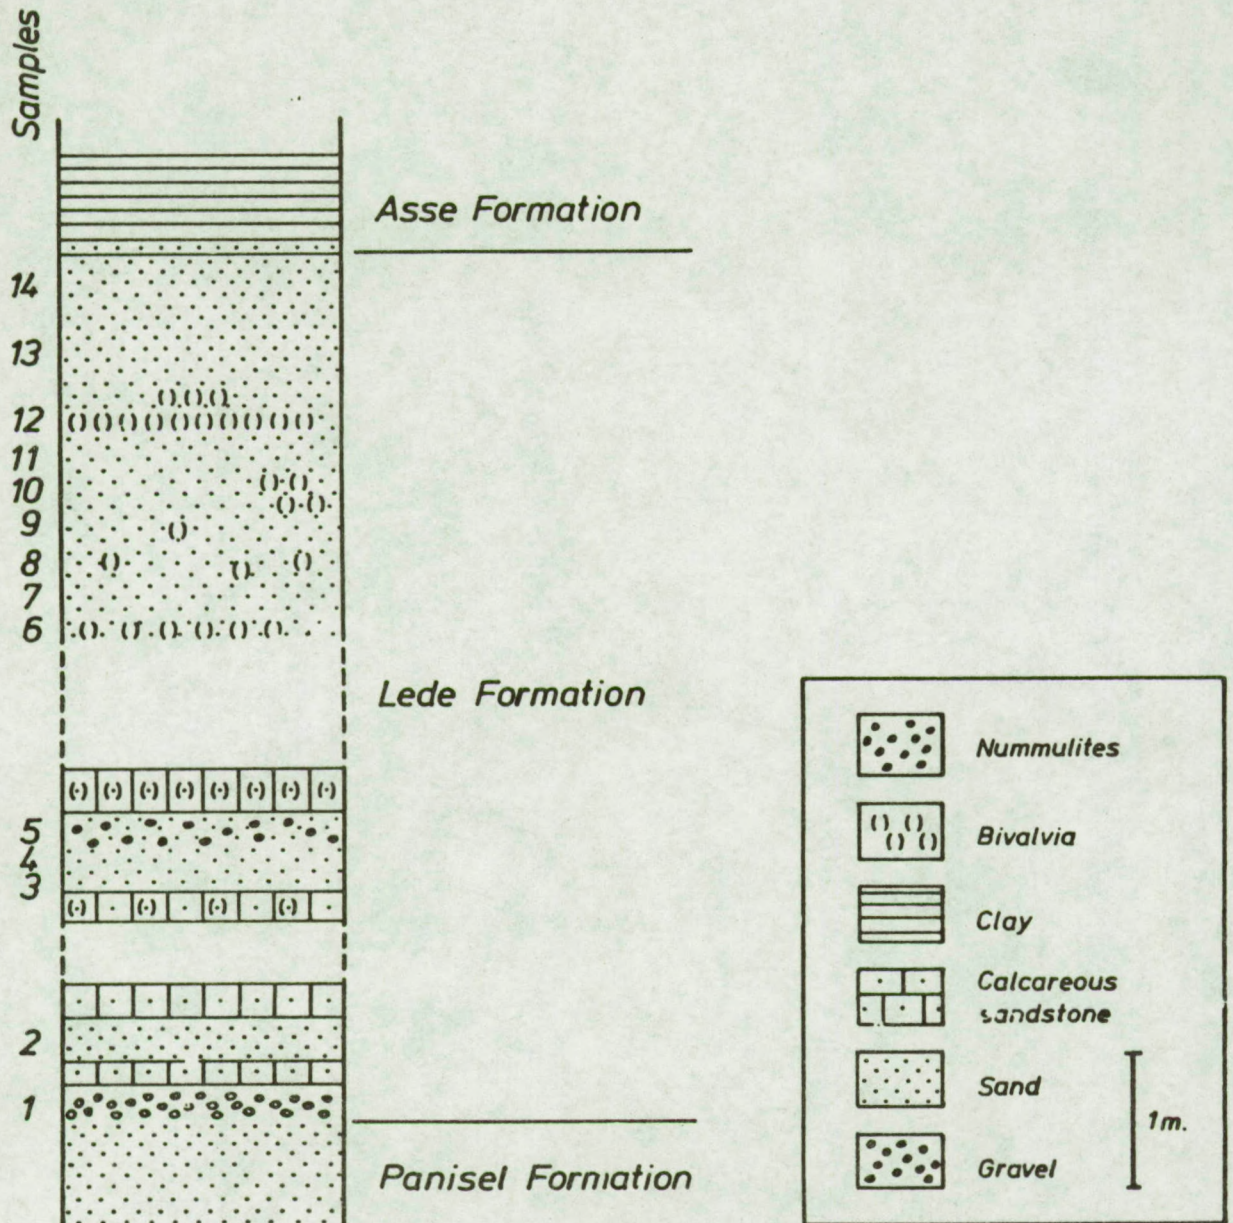 Samples
Asse Formation
14
13
12
11
10
9
8
7
6
Lede Formation
5
4
3
2
1
Panisel Formation
Nummulites
Bivalvia
Clay
Calcareous
sandstone
Sand
1m.
Gravel